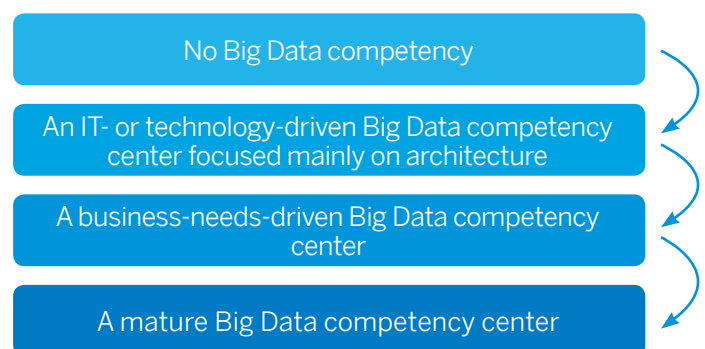 No Big Data competency
An IT- or technology-driven Big Data competency
center focused mainly on architecture
A business-needs-driven Big Data competency
center
A mature Big Data competency center